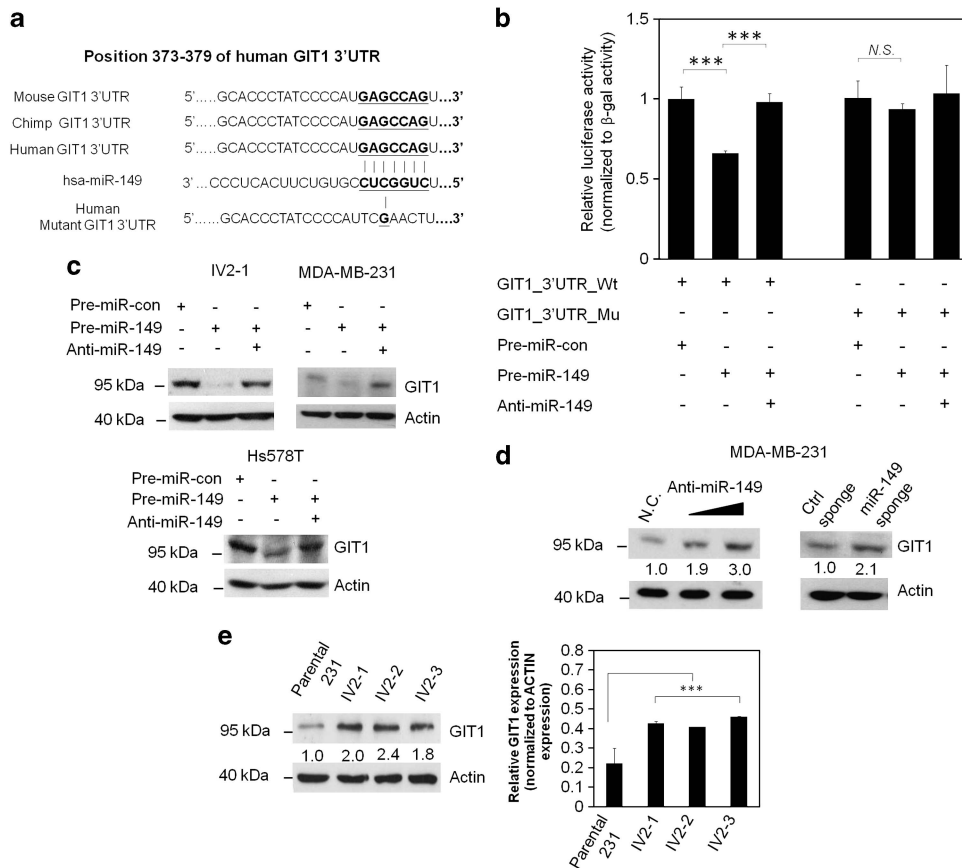 a
Position 373-379 of human GIT1 3'UTR
Mouse GIT1 3'UTR 5'.....GCACCCTATCCCCAUGAGCCAGU...3'
Chimp GIT1 3'UTR 5'.....GCACCCTATCCCCAUGAGCCAGU...3'
Human GIT1 3'UTR 5'.....GCACCCTATCCCCAUGAGCCAGU...3'
hsa-miR-149 3' ...CCCUCACUUCUGUGCCUCGGUCU...5'
Human
Mutant GIT1 3'UTR 5'.....GCACCCTATCCCCAUTCGAACTU....3'
b
Relative luciferase activity
(normalized to β-gal activity)
1.5
1
0.5
0
*** *** N.S.
GIT1_3'UTR_Wt + + + - - -
GIT1_3'UTR_Mu - - - + + +
Pre-miR-con + - - + - -
Pre-miR-149 - + + - + +
Anti-miR-149 - - + - - +
c
IV2-1 MDA-MB-231
Pre-miR-con + - - + - -
Pre-miR-149 - + + - + +
Anti-miR-149 - - + - - +
95 kDa GIT1
40 kDa Actin
Hs578T
Pre-miR-con + - -
Pre-miR-149 - + +
Anti-miR-149 - - +
95 kDa GIT1
40 kDa Actin
d
MDA-MB-231
N.C. Anti-miR-149 Ctrl sponge miR-149 sponge
95 kDa GIT1
1.0 1.9 3.0 1.0 2.1
40 kDa Actin
e
Parental 231 IV2-1 IV2-2 IV2-3
95 kDa GIT1
1.0 2.0 2.4 1.8
40 kDa Actin
Relative GIT1 expression
(normalized to ACTIN
expression)
0.8
0.7
0.6
0.5
0.4
0.3
0.2
0.1
0
***
Parental 231 IV2-1 IV2-2 IV2-3